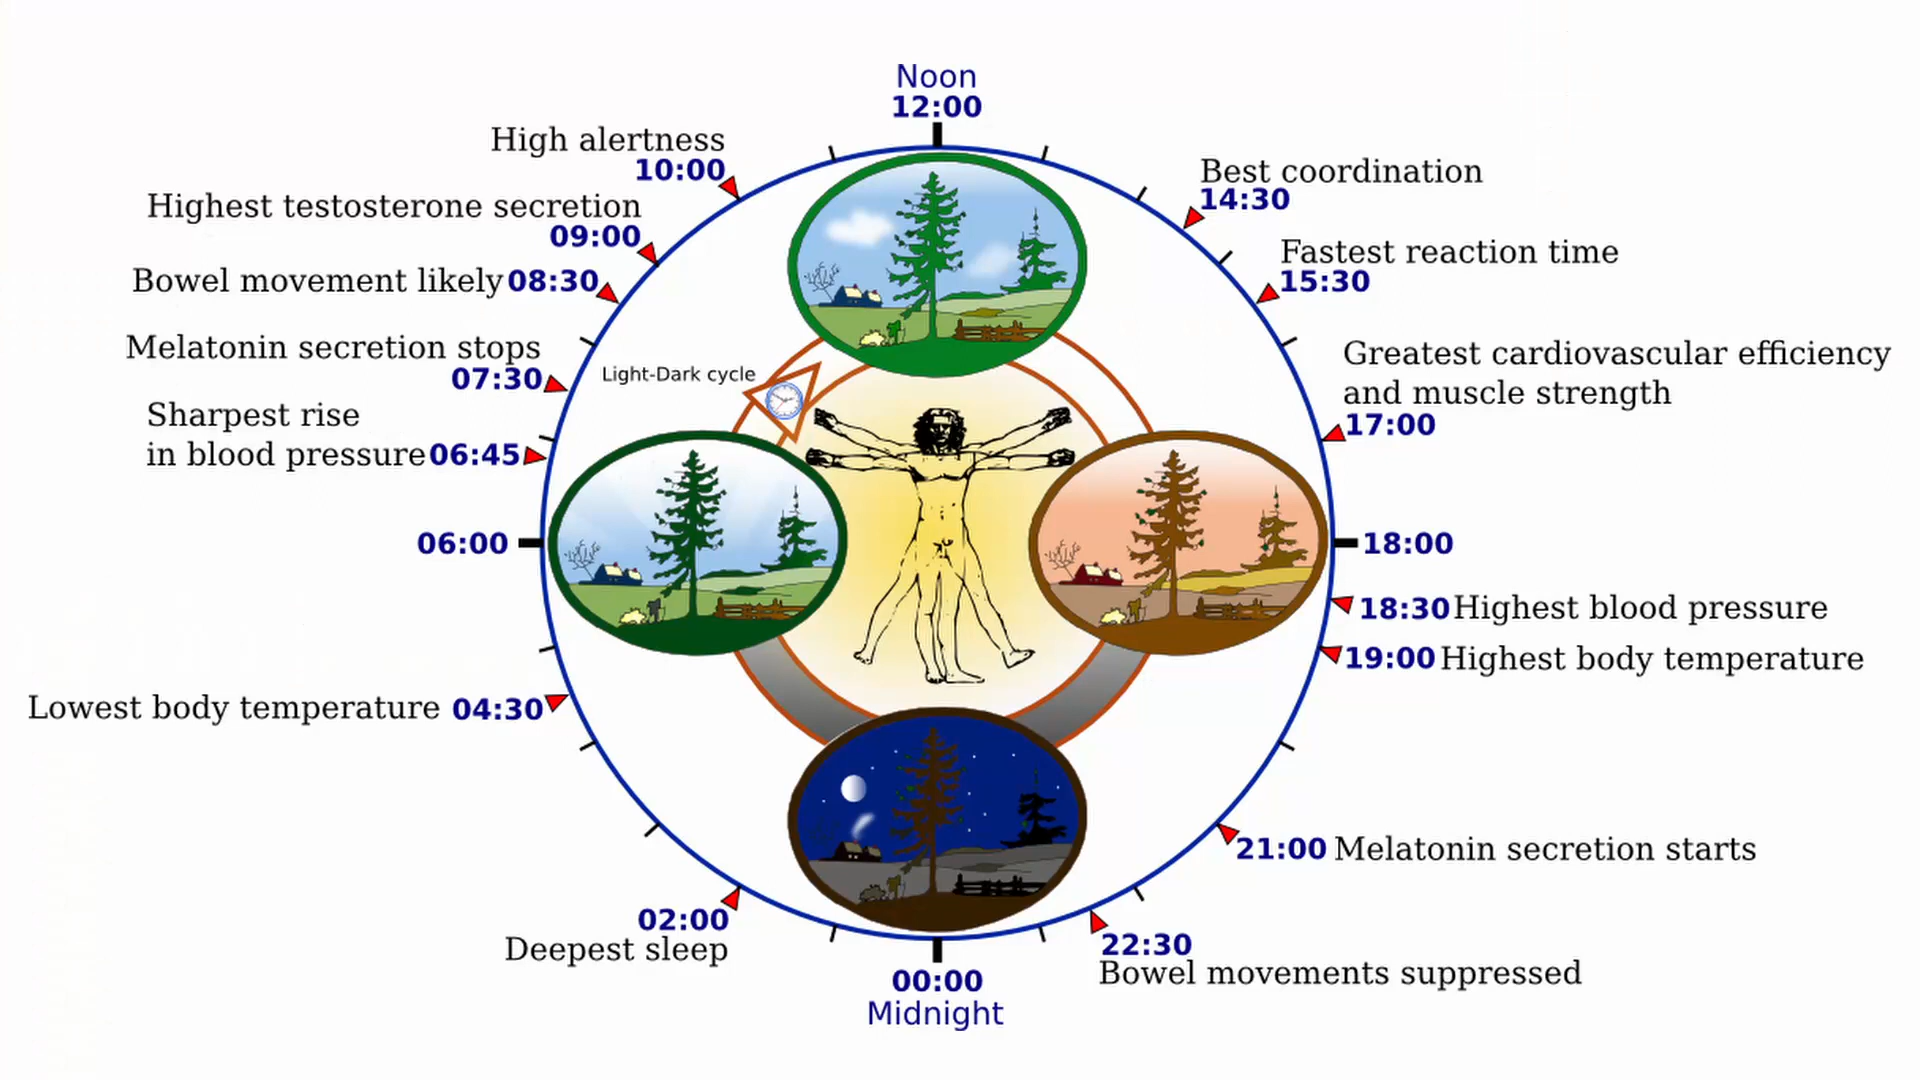 Noon
12:00
High alertness
10:00
Highest testosterone secretion
09:00
Bowel movement likely 08:30
Melatonin secretion stops
07:30
Sharpest rise
in blood pressure 06:45
06:00
Lowest body temperature 04:30
02:00
Deepest sleep
Light-Dark cycle
Best coordination
14:30
Fastest reaction time
15:30
Greatest cardiovascular efficiency
and muscle strength
17:00
18:00
18:30 Highest blood pressure
19:00 Highest body temperature
21:00 Melatonin secretion starts
22:30
Bowel movements suppressed
00:00
Midnight